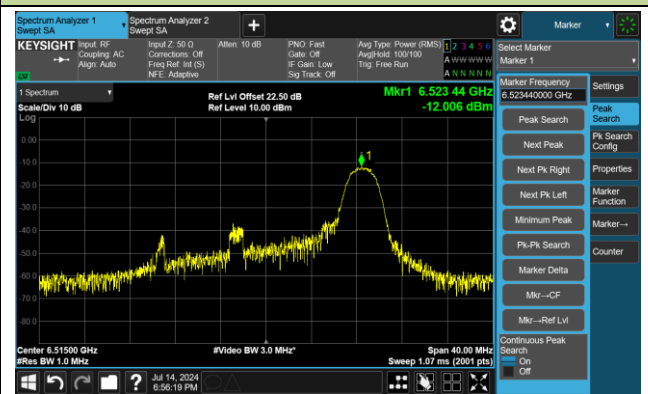 Spectrum Analyzer 1
Swept SA
Spectrum Analyzer 2
Swept SA
+
Marker
KEYSIGHT
Input: RF
Coupling: AC
Align: Auto
Input Z: 50 Ω
Corrections: Off
Freq Ref: Int (S)
NFE: Adaptive
Atten: 10 dB
PNO: Fast
Gate: Off
IF Gain: Low
Sig Track: Off
Avg Type: Power (RMS)
Avg|Hold: 100/100
Trig: Free Run
1 2 3 4 5 6
A W W W W W
A N N N N N
LXI
Select Marker
Marker 1
1 Spectrum
Scale/Div 10 dB
Ref Lvl Offset 22.50 dB
Ref Level 10.00 dBm
Mkr1 6.523 44 GHz
-12.006 dBm
Log
0.00
-10.0
-20.0
-30.0
-40.0
-50.0
-60.0
-70.0
-80.0
1
Center 6.51500 GHz
#Res BW 1.0 MHz
#Video BW 3.0 MHz*
Span 40.00 MHz
Sweep 1.07 ms (2001 pts)
Marker Frequency
6.523440000 GHz
Peak Search
Next Peak
Next Pk Right
Next Pk Left
Minimum Peak
Pk-Pk Search
Marker Delta
Mkr→CF
Mkr→Ref Lvl
Continuous Peak
Search
On
Off
Settings
Peak
Search
Pk Search
Config
Properties
Marker
Function
Marker→
Counter
?
Jul 14, 2024
6:56:19 PM